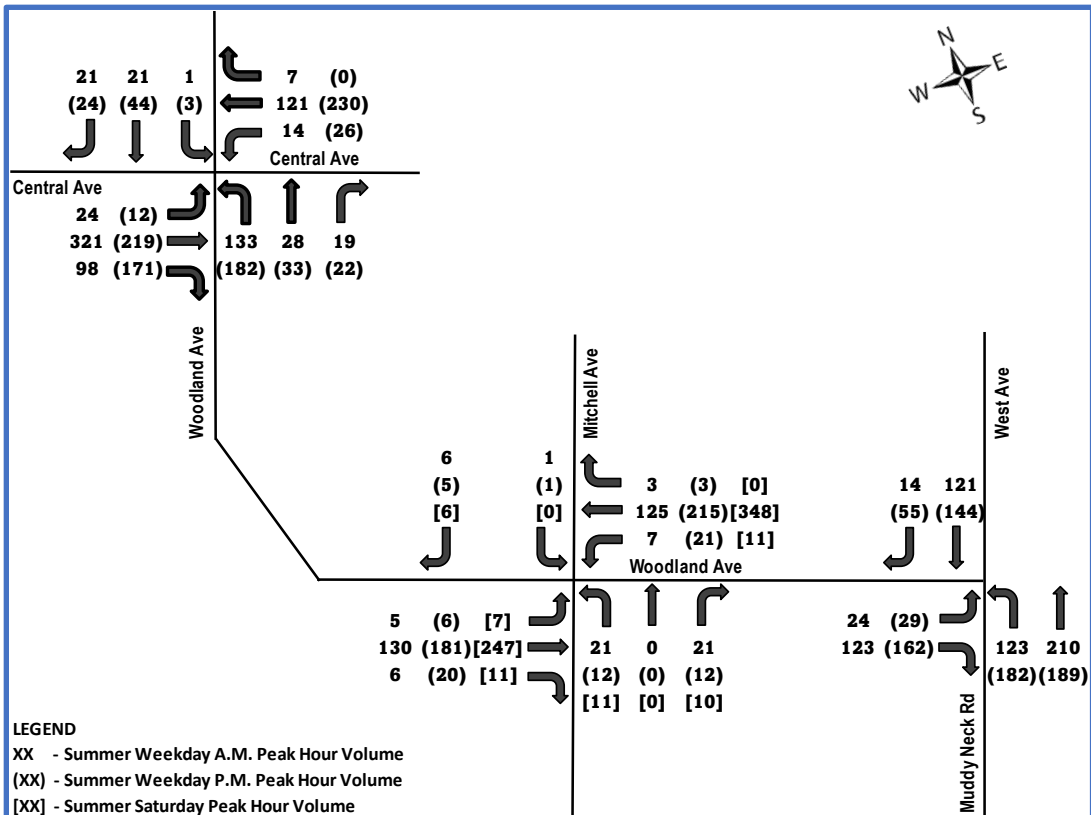 N
E
W
S
21 21 1 7 (0)
(24) (44) (3) 121 (230)
14 (26)
Central Ave
Central Ave
24 (12)
321 (219) 133 28 19
98 (171) (182) (33) (22)
Woodland Ave
Mitchell Ave
West Ave
6 1
(5) (1) 3 (3) [0] 14 121
[6] [0] 125 (215)[348] (55) (144)
7 (21) [11]
Woodland Ave
5 (6) [7] 24 (29)
130 (181)[247] 21 0 21 123 (162) 123 210
6 (20) [11] (12) (0) (12) (182)(189)
[11] [0] [10]
Muddy Neck Rd
LEGEND
XX - Summer Weekday A.M. Peak Hour Volume
(XX) - Summer Weekday P.M. Peak Hour Volume
[XX] - Summer Saturday Peak Hour Volume